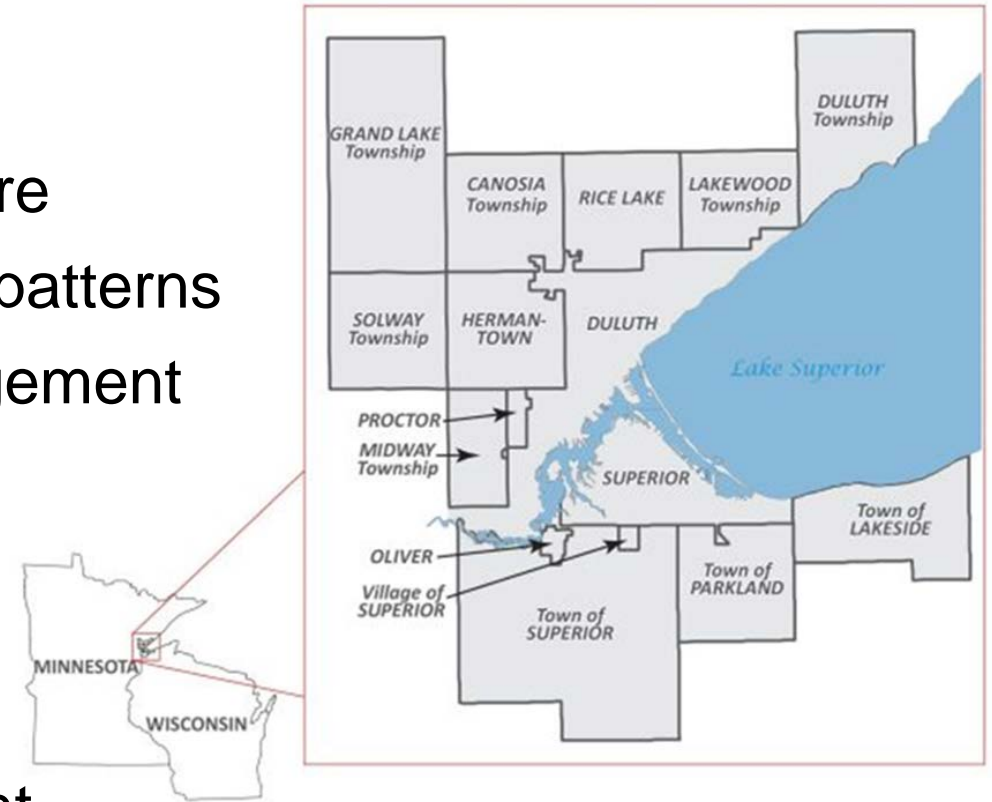 re
patterns
gement
GRAND LAKE
Township
CANOSIA
Township
RICE LAKE
LAKEWOOD
Township
DULUTH
Township
SOLWAY
Township
HERMAN-
TOWN
DULUTH
Lake Superior
PROCTOR
MIDWAY
Township
SUPERIOR
Town of
LAKESIDE
OLIVER
Village of
SUPERIOR
Town of
SUPERIOR
Town of
PARKLAND
MINNESOTA
WISCONSIN